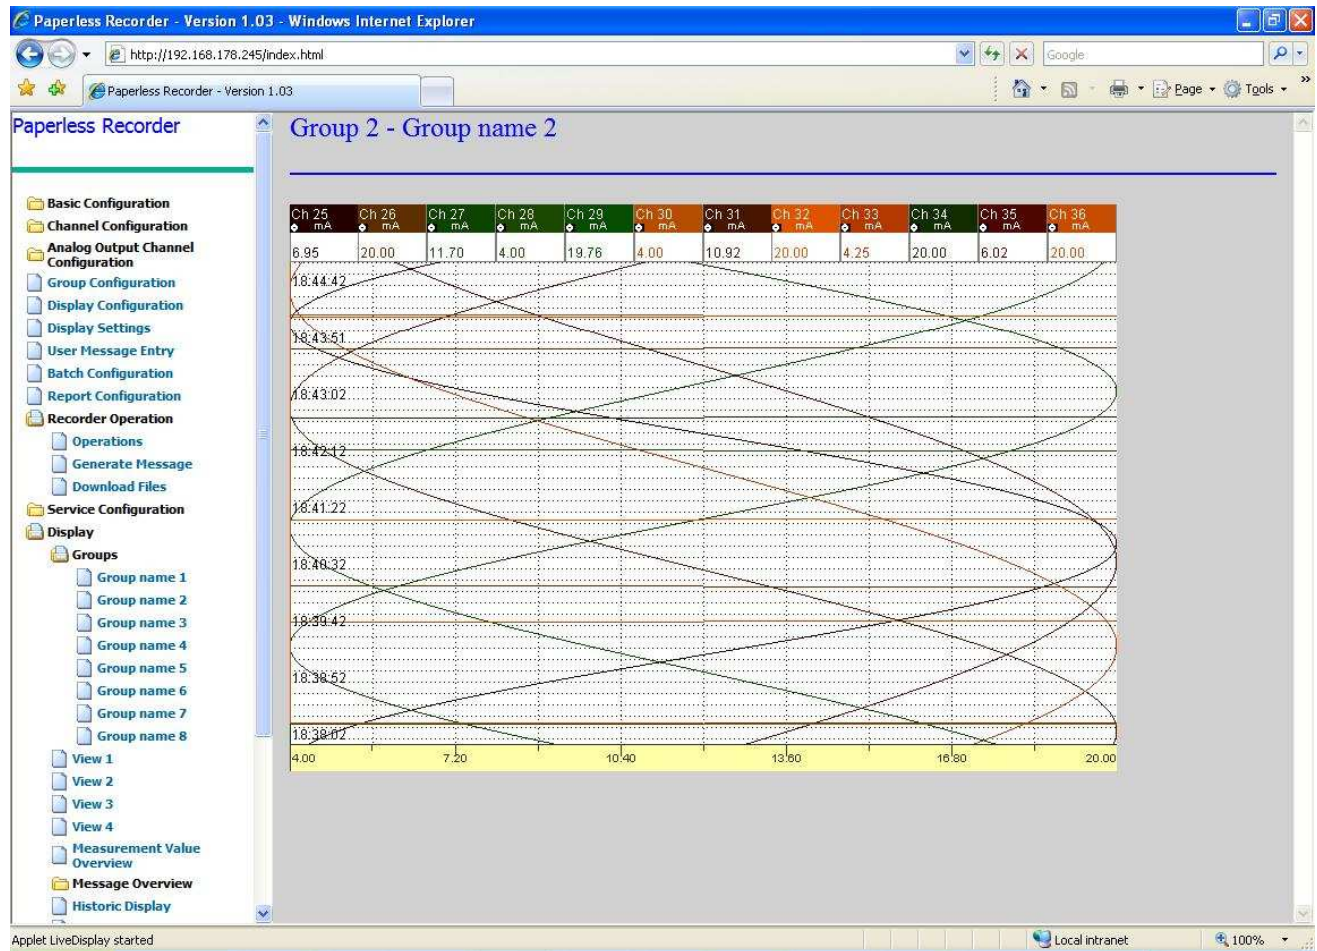 Paperless Recorder - Version 1.03 - Windows Internet Explorer
http://192.168.178.245/index.html
Google
Paperless Recorder - Version 1.03
Page
Tools
»
Paperless Recorder
Basic Configuration
Channel Configuration
Analog Output Channel
Configuration
Group Configuration
Display Configuration
Display Settings
User Message Entry
Batch Configuration
Report Configuration
Recorder Operation
Operations
Generate Message
Download Files
Service Configuration
Display
Groups
Group name 1
Group name 2
Group name 3
Group name 4
Group name 5
Group name 6
Group name 7
Group name 8
View 1
View 2
View 3
View 4
Measurement Value
Overview
Message Overview
Historic Display
Group 2 - Group name 2
Ch 25 Ch 26 Ch 27 Ch 28 Ch 29 Ch 30 Ch 31 Ch 32 Ch 33 Ch 34 Ch 35 Ch 36
mA mA mA mA mA mA mA mA mA mA mA mA
6.95 20.00 11.70 4.00 19.76 4.00 10.92 20.00 4.25 20.00 6.02 20.00
18:44:42
18:43:51
18:43:02
18:42:12
18:41:22
18:40:32
18:39:42
18:38:52
18:38:02
4.00 7.20 10.40 13.60 16.80 20.00
Applet LiveDisplay started
Local intranet
100%